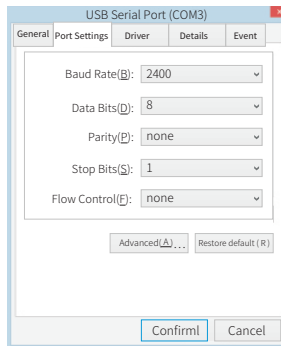 USB Serial Port (COM3)
×
General Port Settings Driver Details Event
Baud Rate(B): 2400
Data Bits(D): 8
Parity(P): none
Stop Bits(S): 1
Flow Control(F): none
Advanced(A)... Restore default ( R )
Confirml Cancel